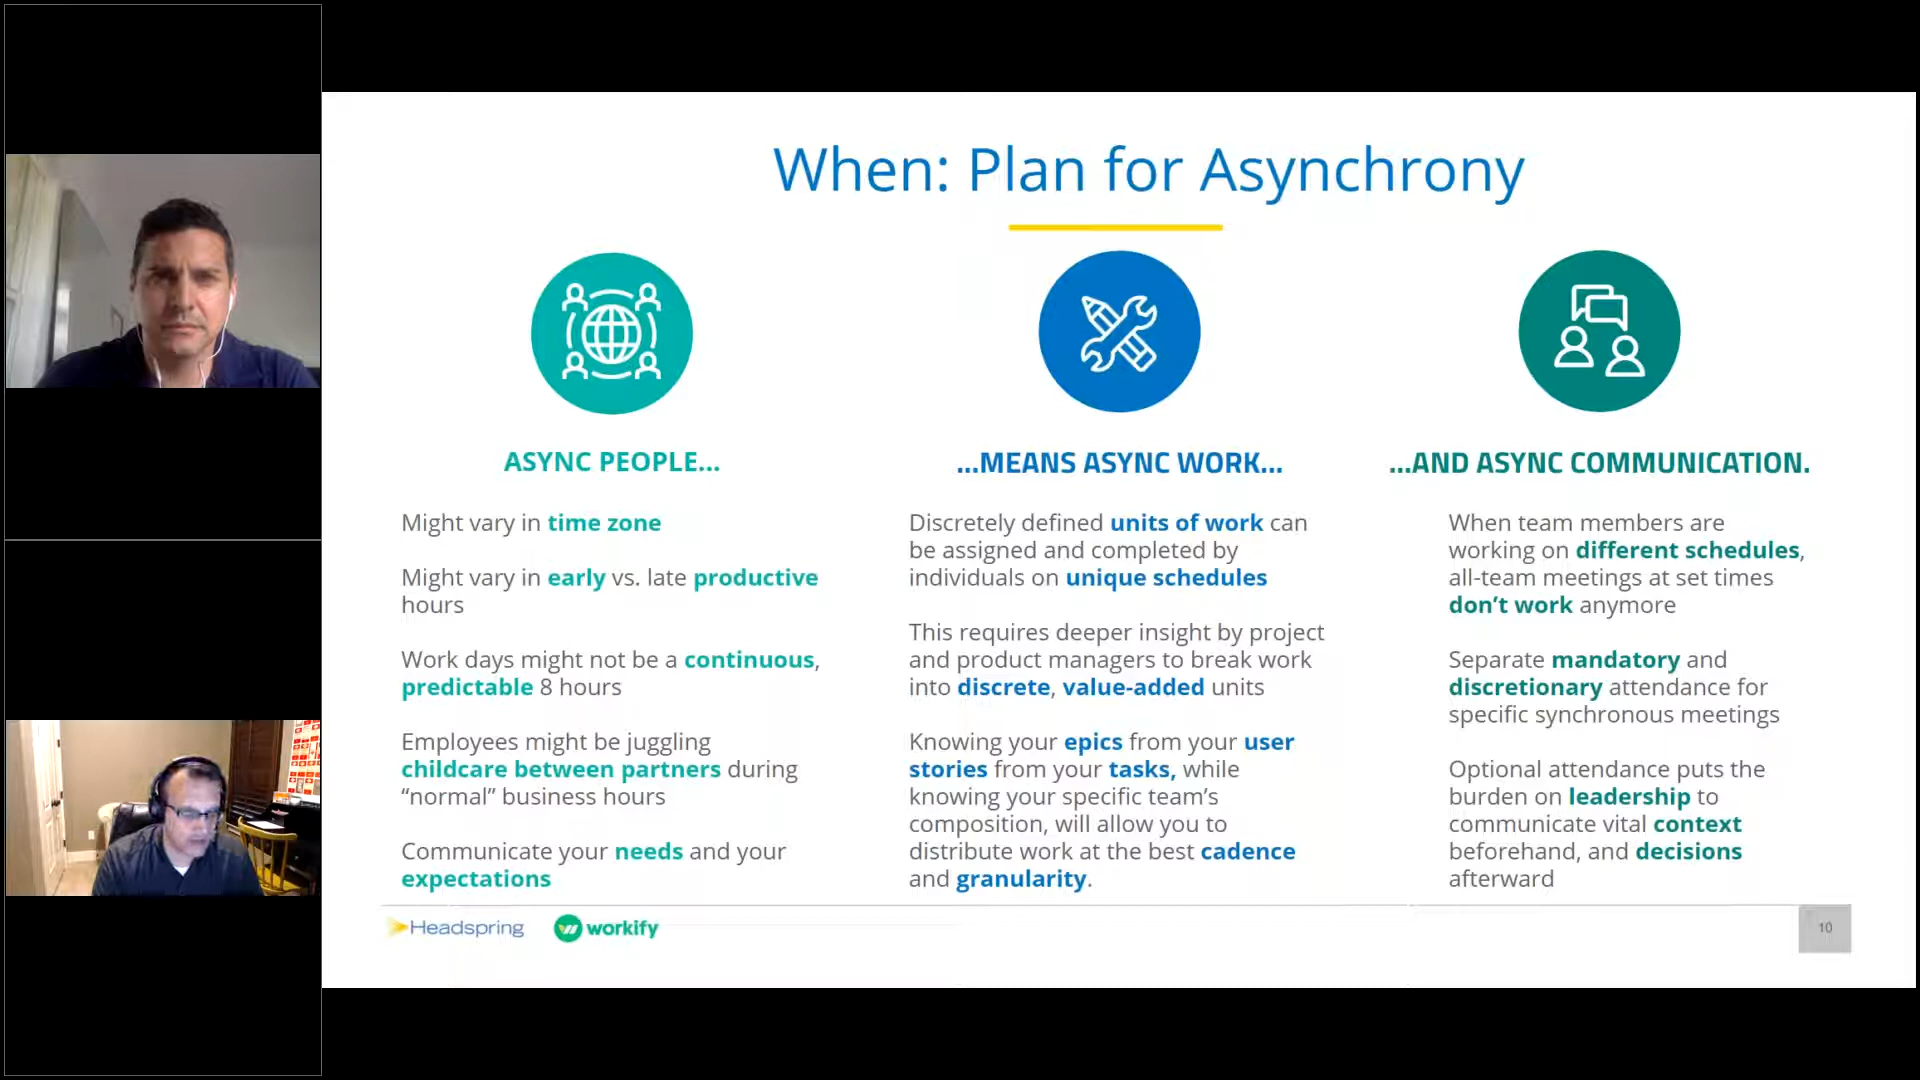 When: Plan for Asynchrony
ASYNC PEOPLE...
Might vary in time zone
Might vary in early vs. late productive
hours
Work days might not be a continuous,
predictable 8 hours
Employees might be juggling
childcare between partners during
“normal” business hours
Communicate your needs and your
expectations
...MEANS ASYNC WORK...
Discretely defined units of work can
be assigned and completed by
individuals on unique schedules
This requires deeper insight by project
and product managers to break work
into discrete, value-added units
Knowing your epics from your user
stories from your tasks, while
knowing your specific team’s
composition, will allow you to
distribute work at the best cadence
and granularity.
...AND ASYNC COMMUNICATION.
When team members are
working on different schedules,
all-team meetings at set times
don’t work anymore
Separate mandatory and
discretionary attendance for
specific synchronous meetings
Optional attendance puts the
burden on leadership to
communicate vital context
beforehand, and decisions
afterward
Headspring
workify
10